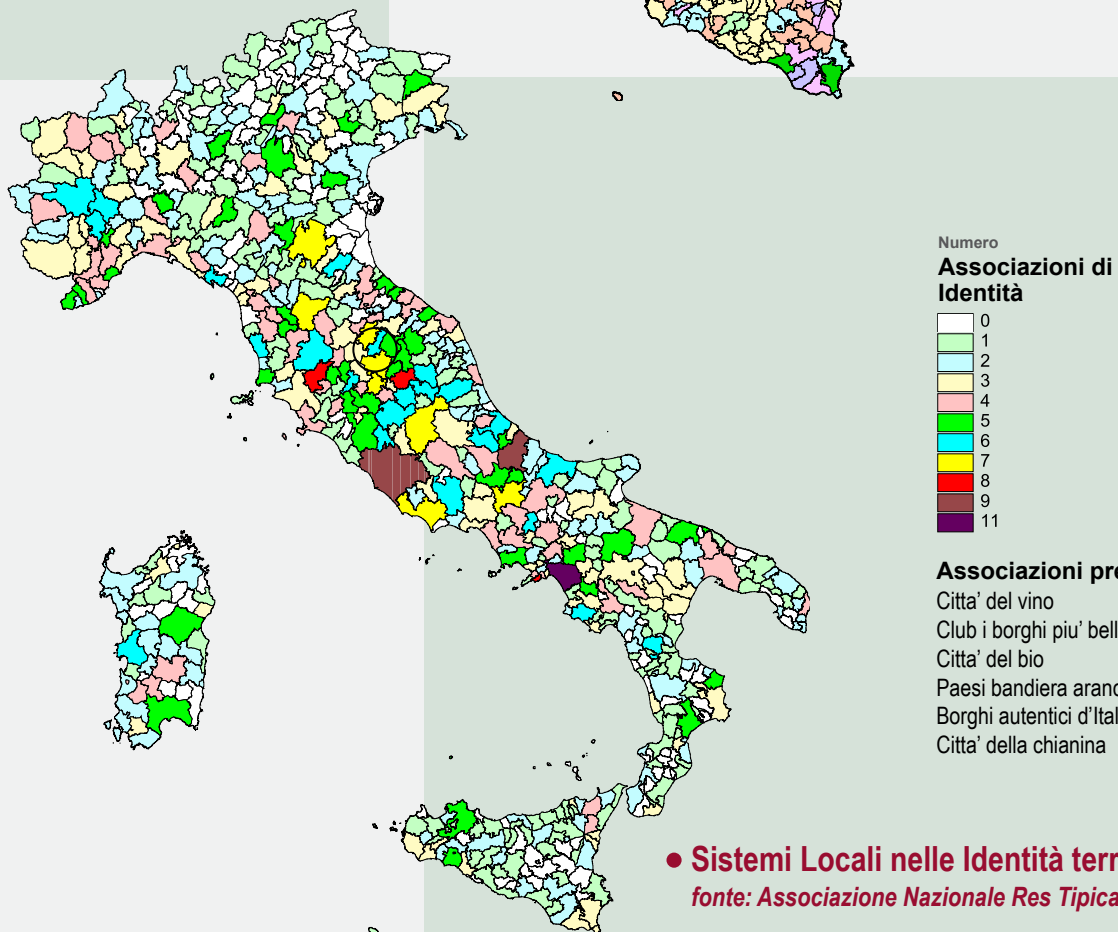 Numero
Associazioni di
Identità
0
1
2
3
4
5
6
7
8
9
11
Associazioni pre
Citta' del vino
Club i borghi piu' bell
Citta' del bio
Paesi bandiera aranc
Borghi autentici d'Ital
Citta' della chianina
• Sistemi Locali nelle Identità terr
fonte: Associazione Nazionale Res Tipica